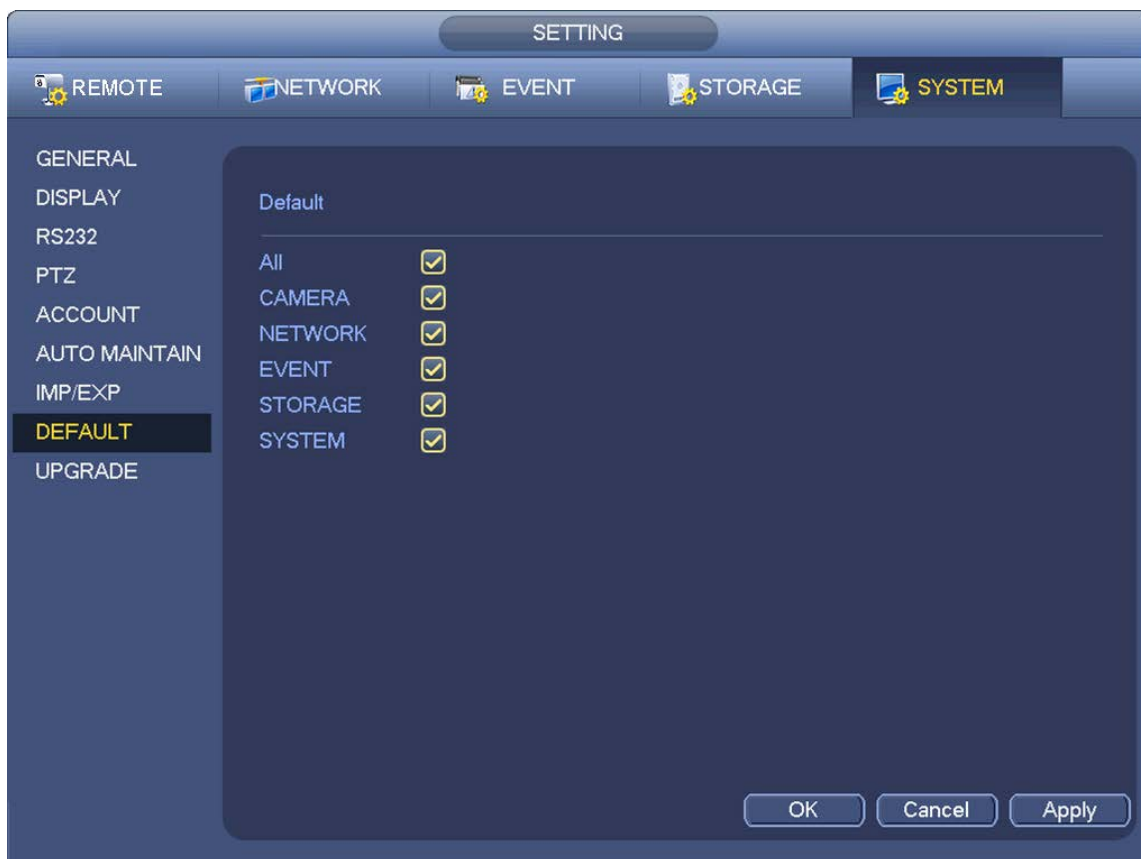 SETTING
REMOTE NETWORK EVENT STORAGE SYSTEM
GENERAL
DISPLAY
RS232
PTZ
ACCOUNT
AUTO MAINTAIN
IMP/EXP
DEFAULT
UPGRADE
Default
All
CAMERA
NETWORK
EVENT
STORAGE
SYSTEM
OK Cancel Apply